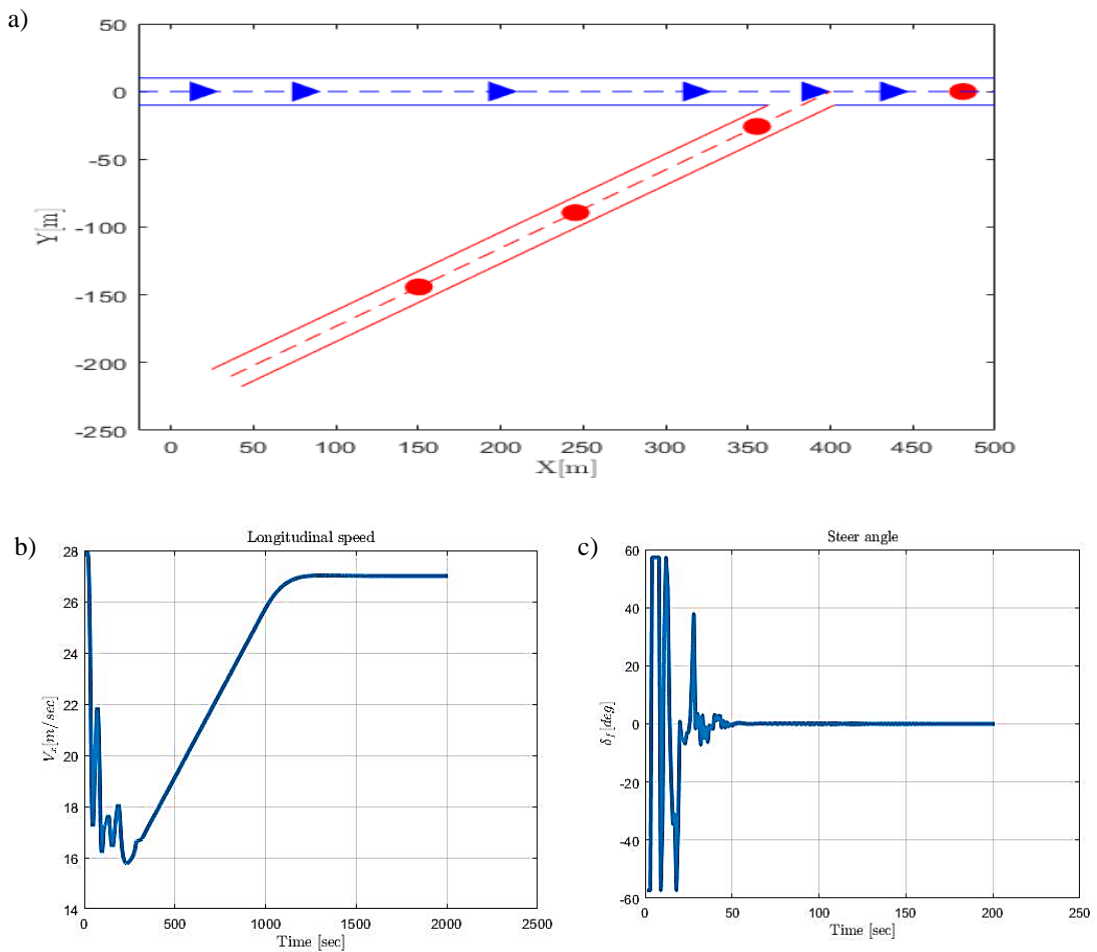 a)
50
0
-50
-100
-150
-200
-250
Y[m]
0 50 100 150 200 250 300 350 400 450 500
X[m]
b)
Longitudinal speed
28
26
24
22
20
18
16
14
V_x[m/sec]
0 500 1000 1500 2000 2500
Time [sec]
c)
Steer angle
60
40
20
0
-20
-40
-60
δ_f[deg]
0 50 100 150 200 250
Time [sec]